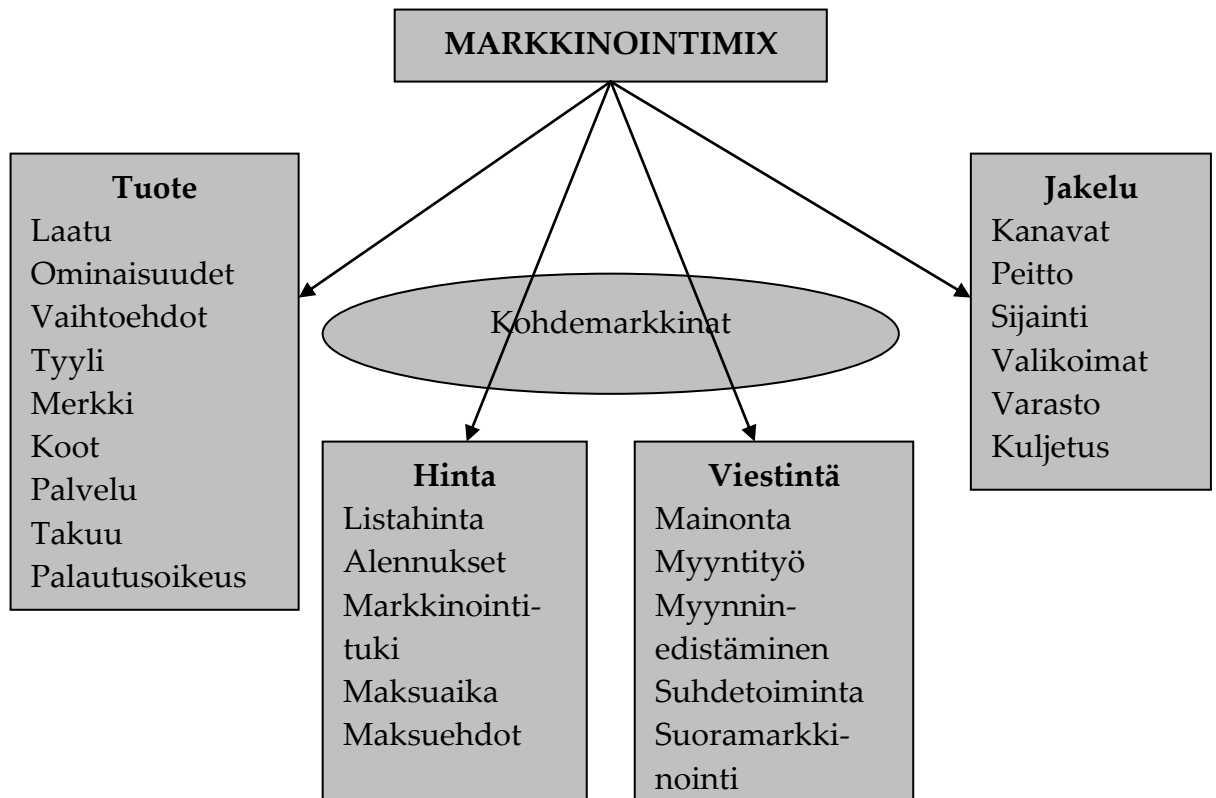 MARKKINOINTIMIX
Tuote
Laatu
Ominaisuudet
Vaihtoehdot
Tyyli
Merkki
Koot
Palvelu
Takuu
Palautusoikeus
Kohdemarkkinat
Hinta
Listahinta
Alennukset
Markkinointi-
tuki
Maksuaika
Maksuehdot
Viestintä
Mainonta
Myyntityö
Myynnin-
edistäminen
Suhdetoiminta
Suoramarkki-
nointi
Jakelu
Kanavat
Peitto
Sijainti
Valikoimat
Varasto
Kuljetus